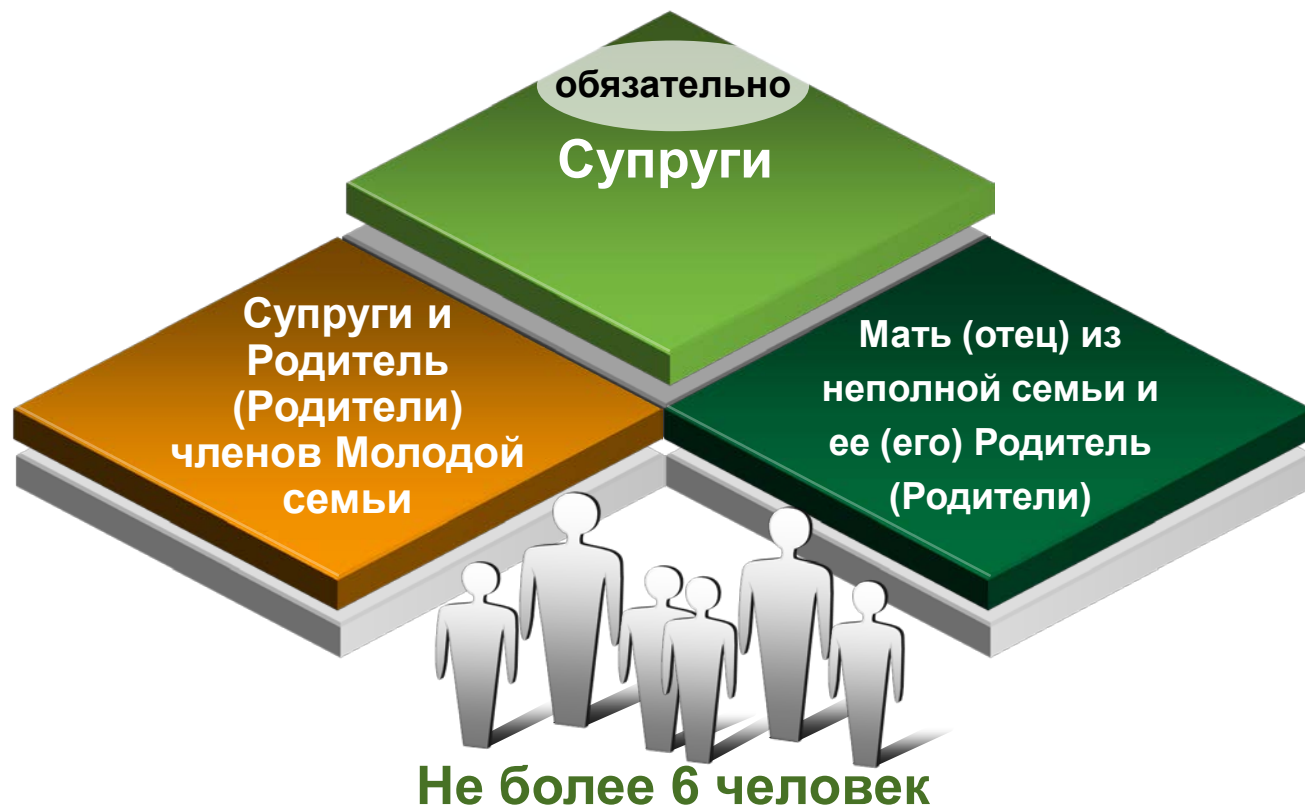 обязательно
Супруги
Супруги и
Родитель
(Родители)
членов Молодой
семьи
Мать (отец) из
неполной семьи и
ее (его) Родитель
(Родители)
Не более 6 человек